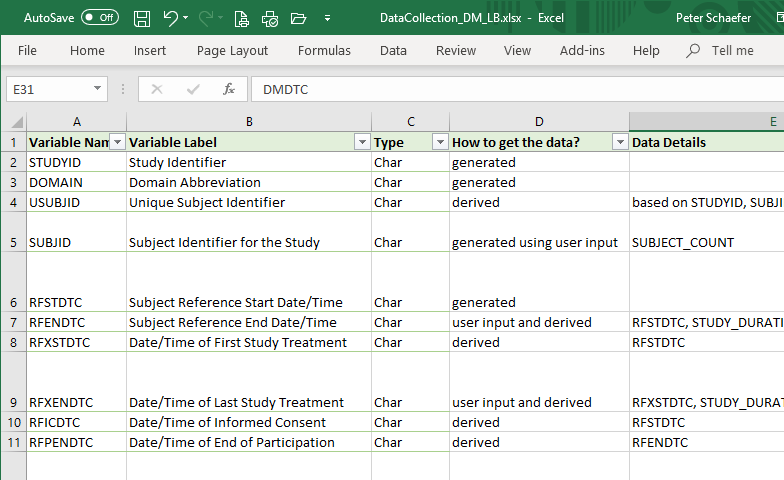 AutoSave Off DataCollection_DM_LB.xlsx - Excel Peter Schaefer
File Home Insert Page Layout Formulas Data Review View Add-ins Help Tell me
E31 fx DMDTC
A B C D E
1 Variable Nam Variable Label Type How to get the data? Data Details
2 STUDYID Study Identifier Char generated
3 DOMAIN Domain Abbreviation Char generated
4 USUBJID Unique Subject Identifier Char derived based on STUDYID, SUBJI
5 SUBJID Subject Identifier for the Study Char generated using user input SUBJECT_COUNT
6 RFSTDTC Subject Reference Start Date/Time Char generated
7 RFENDTC Subject Reference End Date/Time Char user input and derived RFSTDTC, STUDY_DURATI
8 RFXSTDTC Date/Time of First Study Treatment Char derived RFSTDTC
9 RFXENDTC Date/Time of Last Study Treatment Char user input and derived RFXSTDTC, STUDY_DURAT
10 RFICDTC Date/Time of Informed Consent Char derived RFSTDTC
11 RFPENDTC Date/Time of End of Participation Char derived RFENDTC